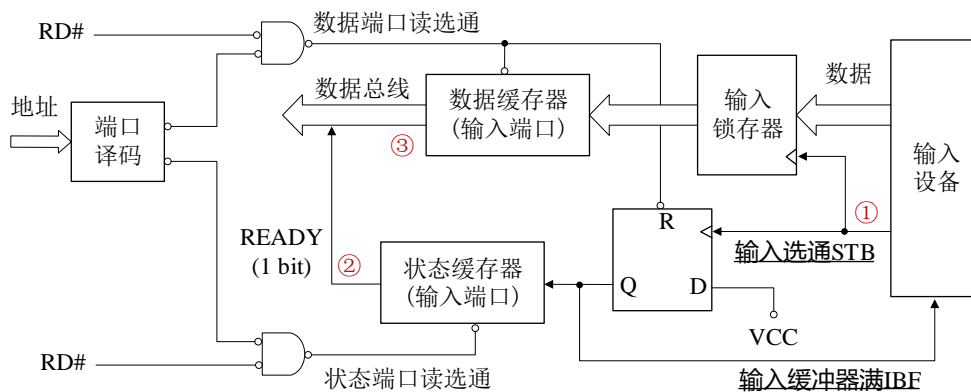 RD#
数据端口读选通
地址
端口
译码
数据总线
数据缓存器
(输入端口)
③
输入
锁存器
数据
输入
设备
①
输入选通STB
READY
(1 bit)
②
状态缓存器
(输入端口)
R
Q
D
VCC
RD#
状态端口读选通
输入缓冲器满IBF